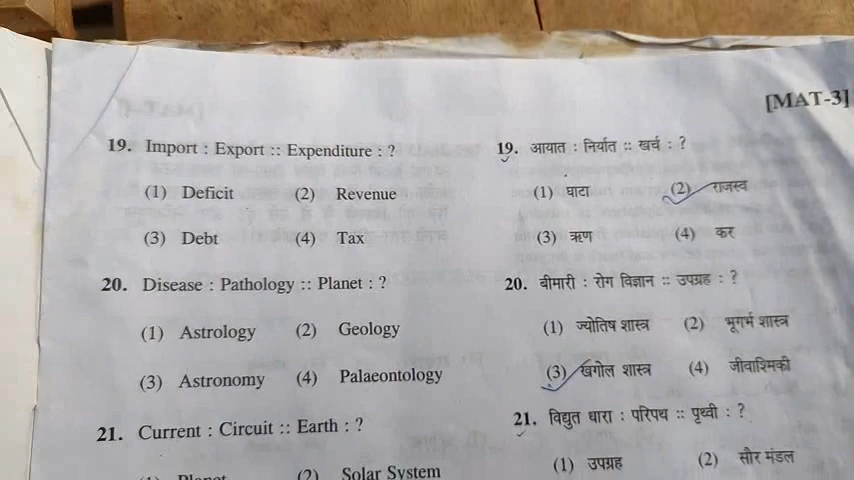 [MAT-3]
19. Import : Export :: Expenditure : ?
(1) Deficit (2) Revenue
(3) Debt (4) Tax
20. Disease : Pathology :: Planet : ?
(1) Astrology (2) Geology
(3) Astronomy (4) Palaeontology
21. Current : Circuit :: Earth : ?
(1) Planet (2) Solar System
19. आयात : निर्यात :: खर्च : ?
(1) घाटा (2) राजस्व
(3) ऋण (4) कर
20. बीमारी : रोग विज्ञान :: उपग्रह : ?
(1) ज्योतिष शास्त्र (2) भूगर्भ शास्त्र
(3) खगोल शास्त्र (4) जीवाश्मिकी
21. विद्युत धारा : परिपथ :: पृथ्वी : ?
(1) उपग्रह (2) सौर मंडल